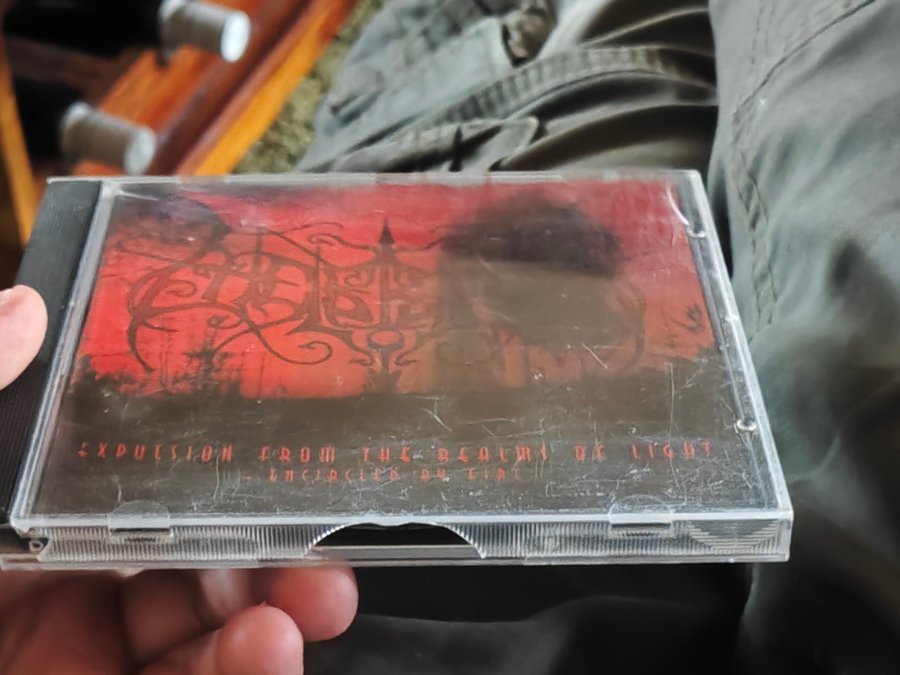 EXPULSION FROM THE REALMS OF LIGHT
- ENCIRCLED BY FIRE